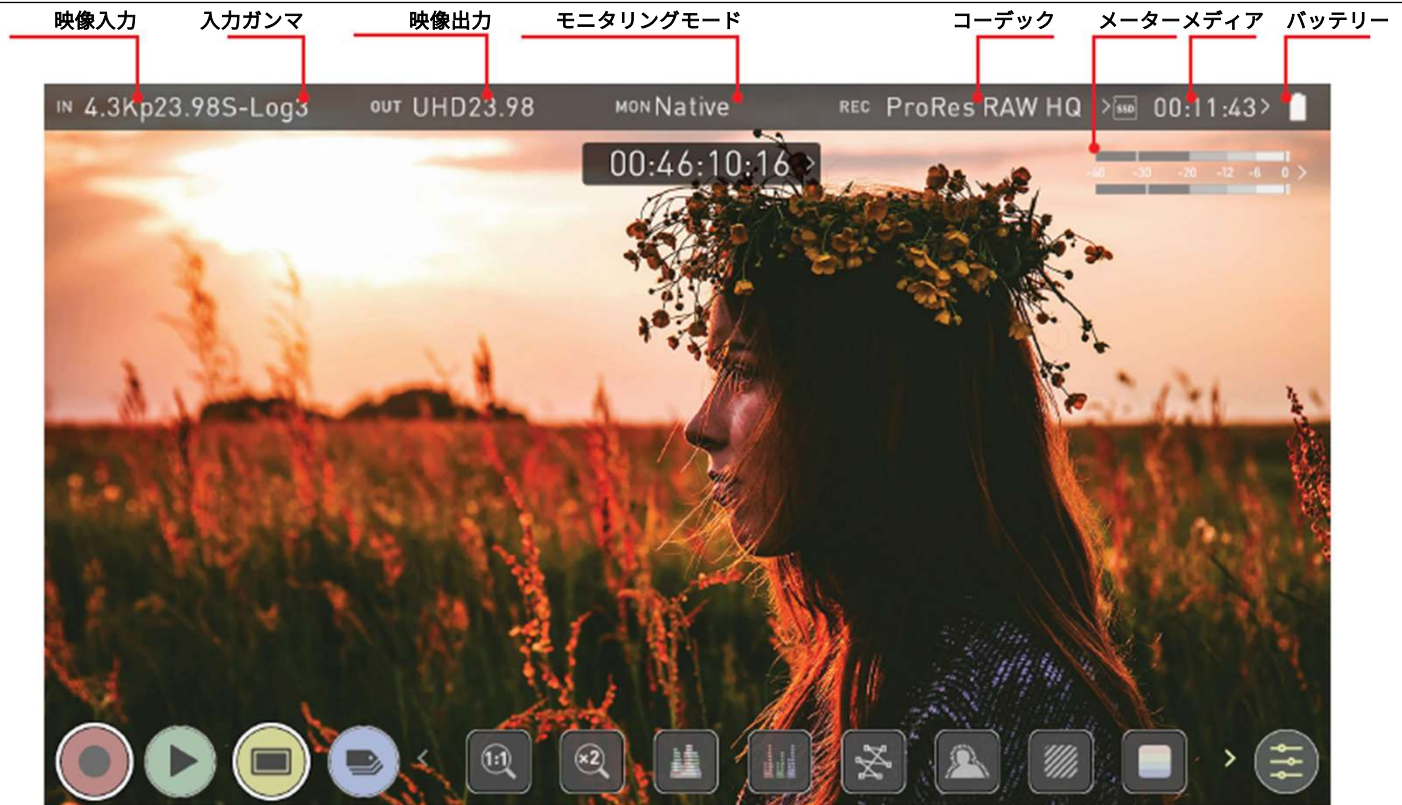 映像入力 入力ガンマ 映像出力 モニタリングモード コーデック メーター メディア バッテリー
IN 4.3Kp23.98 S-Log3 OUT UHD23.98 MON Native REC ProRes RAW HQ > SSD 00:11:43 >
00:46:10:16 >
-60 -30 -20 -12 -6 0 >
< 1:1 ×2 >